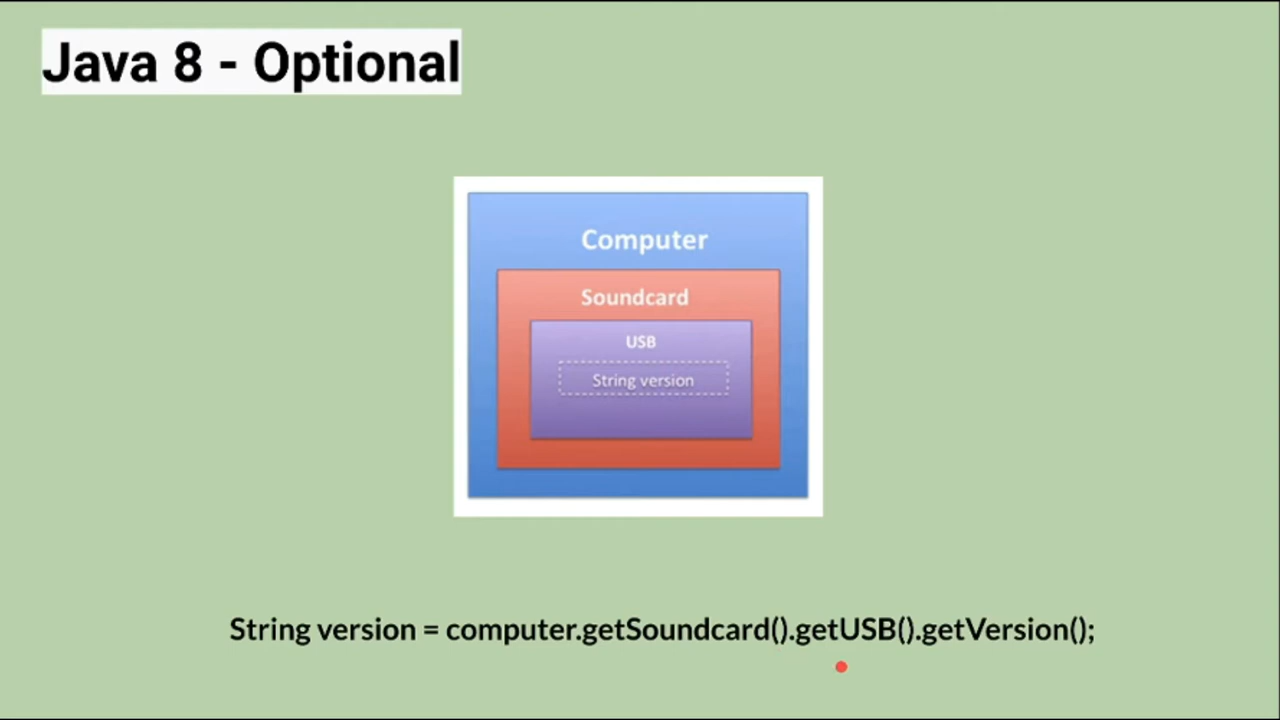 Java 8 - Optional
Computer
Soundcard
USB
String version
String version = computer.getSoundcard().getUSB().getVersion();